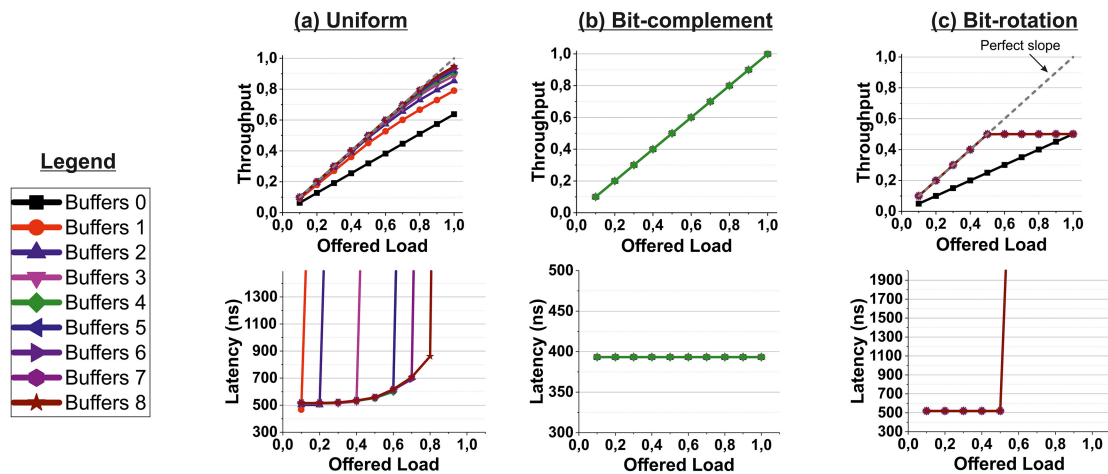 (a) Uniform
(b) Bit-complement
(c) Bit-rotation
Legend
Buffers 0
Buffers 1
Buffers 2
Buffers 3
Buffers 4
Buffers 5
Buffers 6
Buffers 7
Buffers 8
Throughput
1,0
0,8
0,6
0,4
0,2
0,0
0,0 0,2 0,4 0,6 0,8 1,0
Offered Load
Throughput
1,0
0,8
0,6
0,4
0,2
0,0
0,0 0,2 0,4 0,6 0,8 1,0
Offered Load
Perfect slope
Throughput
1,0
0,8
0,6
0,4
0,2
0,0
0,0 0,2 0,4 0,6 0,8 1,0
Offered Load
Latency (ns)
1300
1100
900
700
500
300
0,0 0,2 0,4 0,6 0,8 1,0
Offered Load
Latency (ns)
500
450
400
350
300
0,0 0,2 0,4 0,6 0,8 1,0
Offered Load
Latency (ns)
1900
1700
1500
1300
1100
900
700
500
300
0,0 0,2 0,4 0,6 0,8 1,0
Offered Load